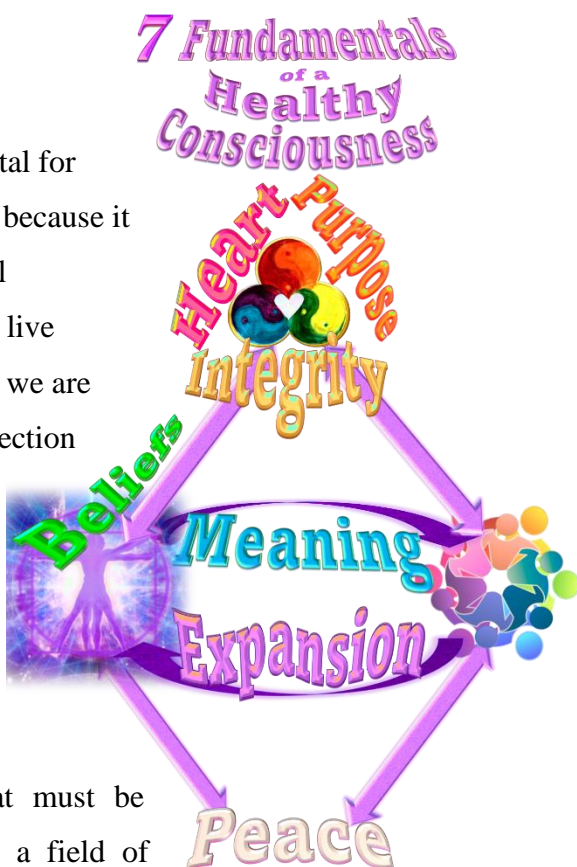 7 Fundamentals
of a
Healthy
Consciousness
tal for
because it
l
live
we are
ection
Heart Purpose
Integrity
Beliefs
Meaning
Expansion
at must be
a field of
Peace